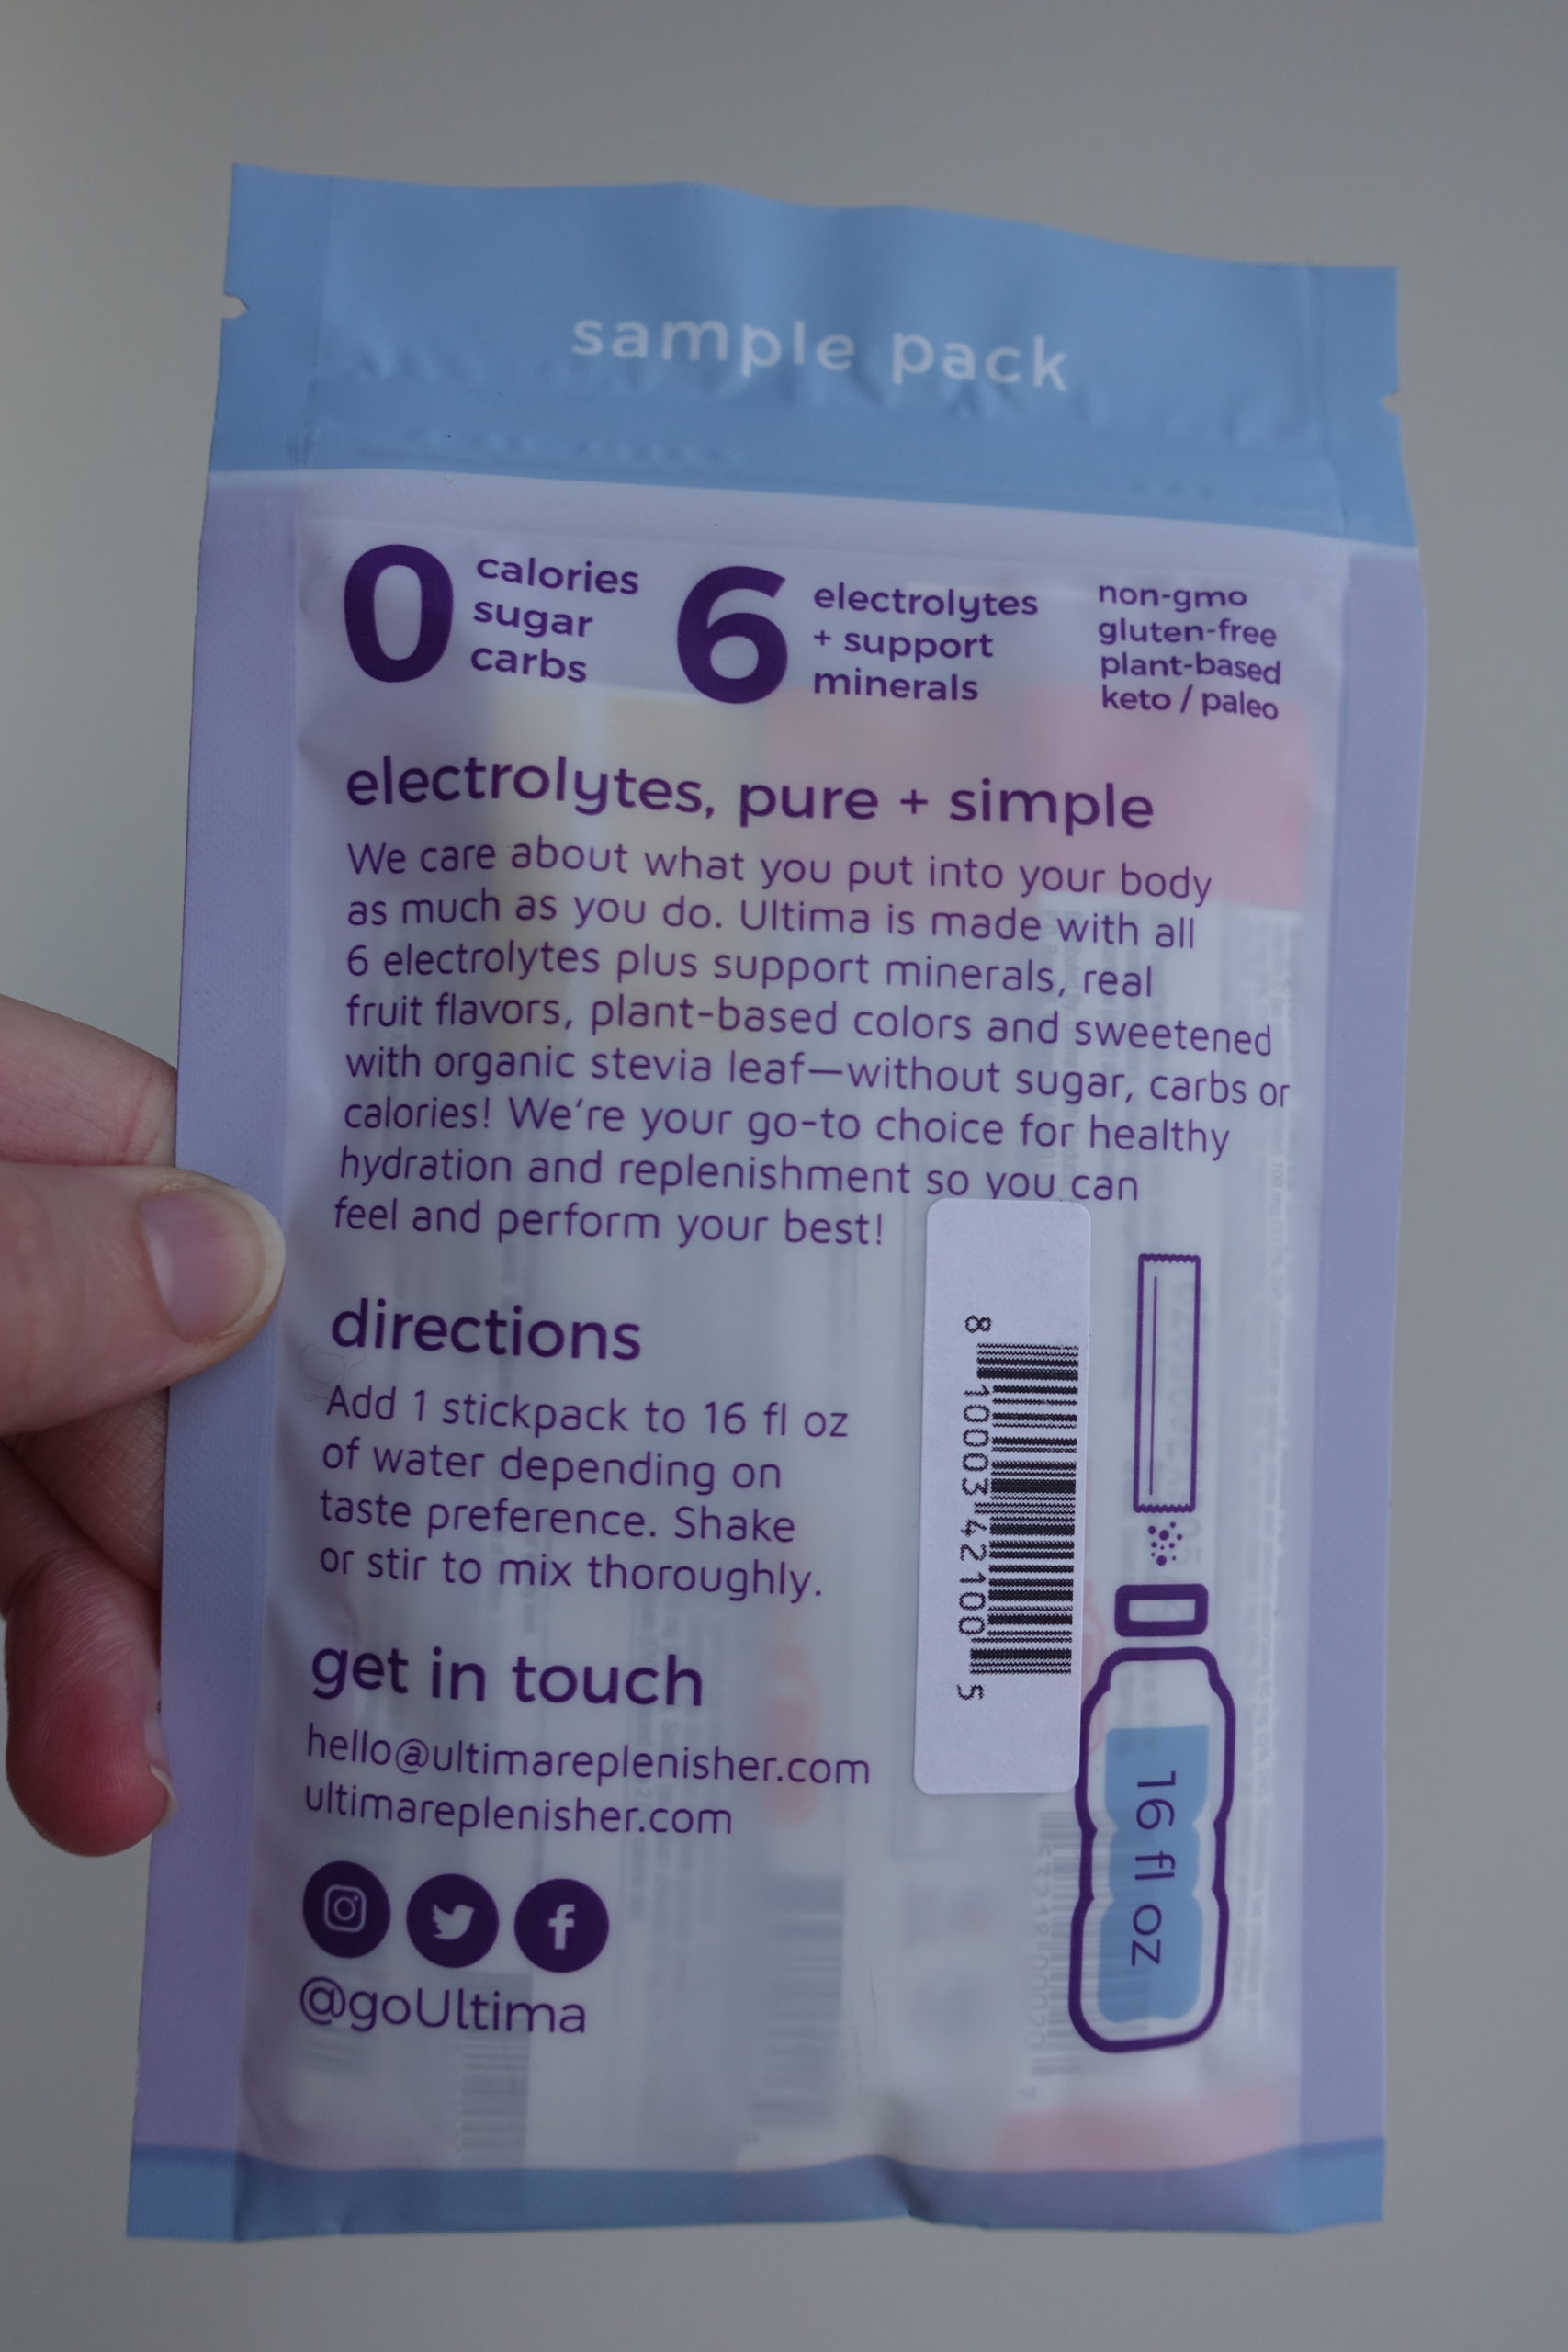 sample pack
0 calories
sugar
carbs
6 electrolytes
+ support
minerals
non-gmo
gluten-free
plant-based
keto / paleo
electrolytes, pure + simple
We care about what you put into your body
as much as you do. Ultima is made with all
6 electrolytes plus support minerals, real
fruit flavors, plant-based colors and sweetened
with organic stevia leaf—without sugar, carbs or
calories! We're your go-to choice for healthy
hydration and replenishment so you can
feel and perform your best!
directions
Add 1 stickpack to 16 fl oz
of water depending on
taste preference. Shake
or stir to mix thoroughly.
8 10003 42100 5
16 fl oz
get in touch
hello@ultimareplenisher.com
ultimareplenisher.com
@goUltima